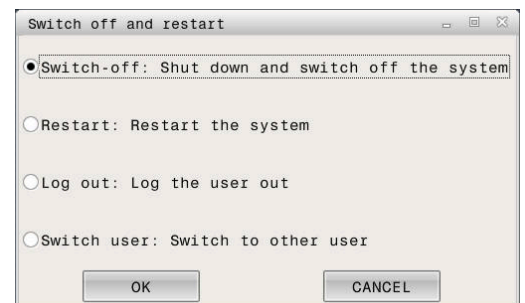 Switch off and restart
Switch-off: Shut down and switch off the system
Restart: Restart the system
Log out: Log the user out
Switch user: Switch to other user
OK CANCEL